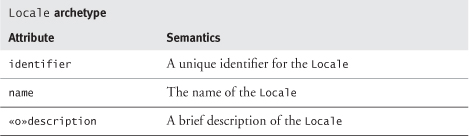 Locale archetype
Attribute Semantics
identifier A unique identifier for the Locale
name The name of the Locale
«o»description A brief description of the Locale